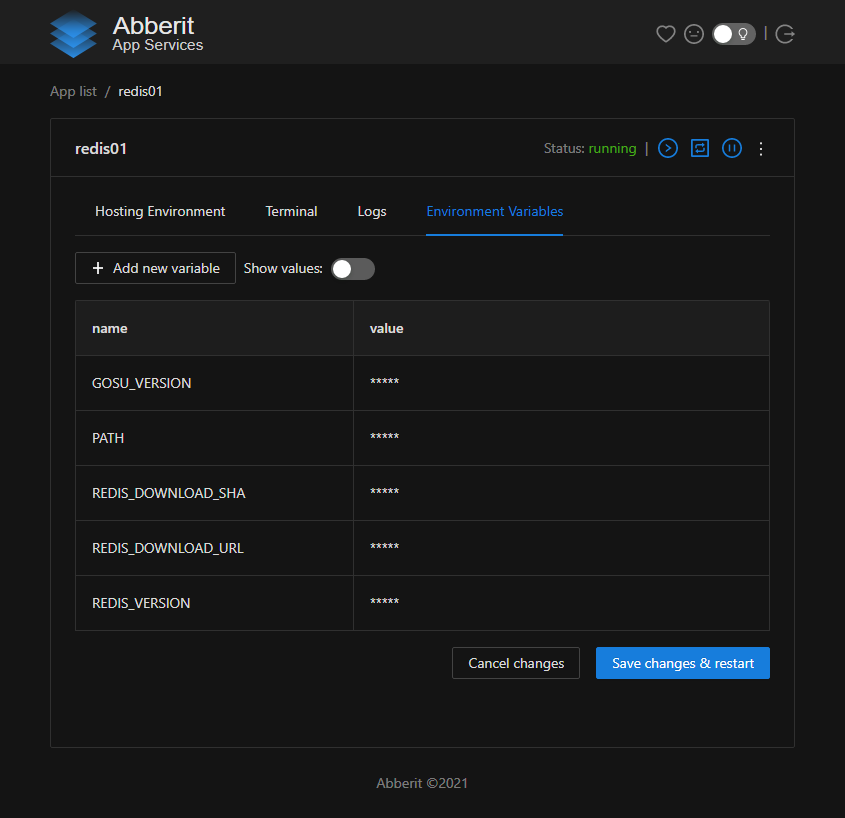 Abberit
App Services
App list / redis01
redis01
Status: running |
Hosting Environment Terminal Logs Environment Variables
+ Add new variable Show values:
name value
GOSU_VERSION *****
PATH *****
REDIS_DOWNLOAD_SHA *****
REDIS_DOWNLOAD_URL *****
REDIS_VERSION *****
Cancel changes Save changes & restart
Abberit ©2021